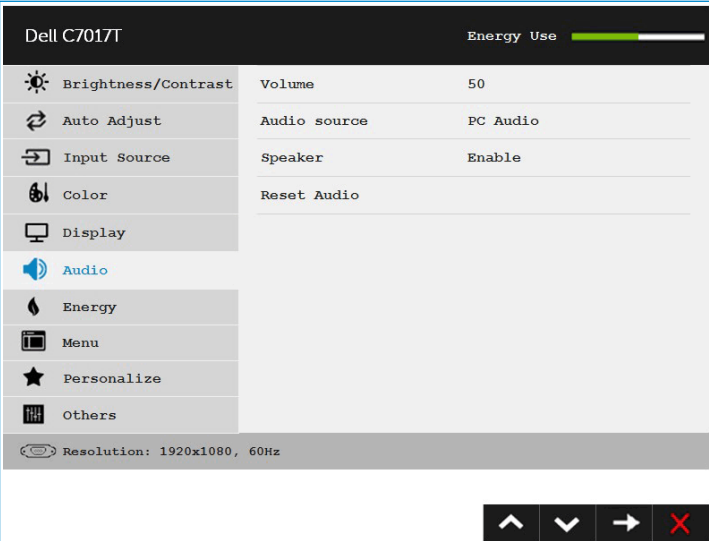 Dell C7017T
Energy Use
Brightness/Contrast
Volume 50
Auto Adjust
Audio source PC Audio
Input Source
Speaker Enable
Color
Reset Audio
Display
Audio
Energy
Menu
Personalize
Others
Resolution: 1920x1080, 60Hz